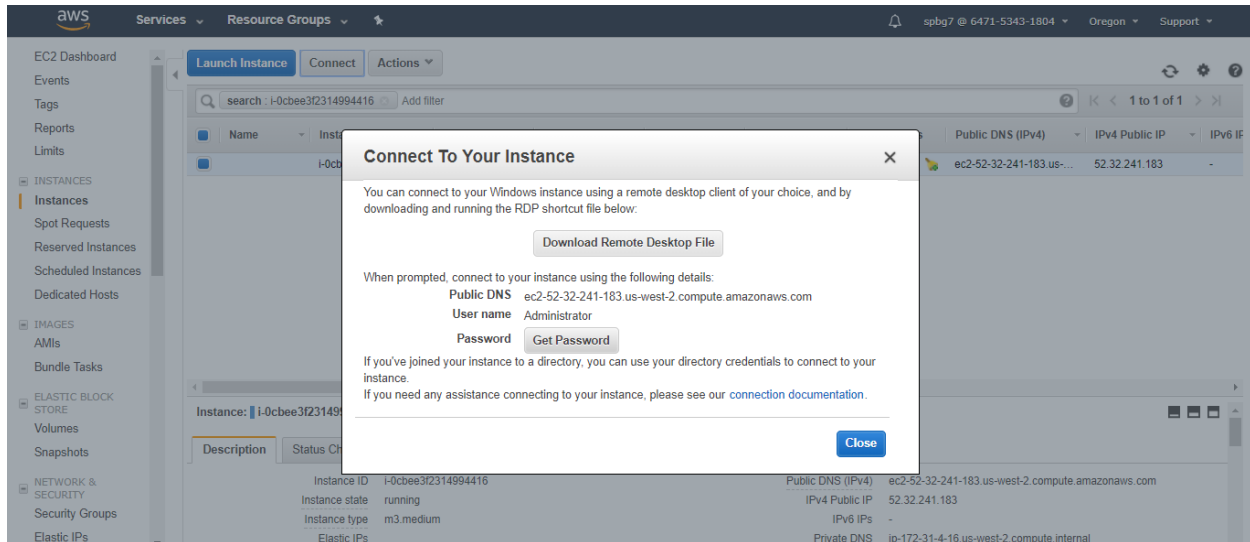 aws Services Resource Groups spbg7 @ 6471-5343-1804 Oregon Support
EC2 Dashboard
Events
Tags
Reports
Limits
INSTANCES
Instances
Spot Requests
Reserved Instances
Scheduled Instances
Dedicated Hosts
IMAGES
AMIs
Bundle Tasks
ELASTIC BLOCK
STORE
Volumes
Snapshots
NETWORK &
SECURITY
Security Groups
Elastic IPs
Launch Instance Connect Actions
search : i-0cbee3f2314994416 Add filter 1 to 1 of 1
Name Insta Public DNS (IPv4) IPv4 Public IP IPv6 IP
i-0cb ec2-52-32-241-183.us-... 52.32.241.183 -
Connect To Your Instance
You can connect to your Windows instance using a remote desktop client of your choice, and by
downloading and running the RDP shortcut file below:
Download Remote Desktop File
When prompted, connect to your instance using the following details:
Public DNS ec2-52-32-241-183.us-west-2.compute.amazonaws.com
User name Administrator
Password Get Password
If you've joined your instance to a directory, you can use your directory credentials to connect to your
instance.
If you need any assistance connecting to your instance, please see our connection documentation.
Close
Instance: i-0cbee3f231499
Description Status Ch
Instance ID i-0cbee3f2314994416 Public DNS (IPv4) ec2-52-32-241-183.us-west-2.compute.amazonaws.com
Instance state running IPv4 Public IP 52.32.241.183
Instance type m3.medium IPv6 IPs -
Elastic IPs Private DNS ip-172-31-4-16.us-west-2.compute.internal